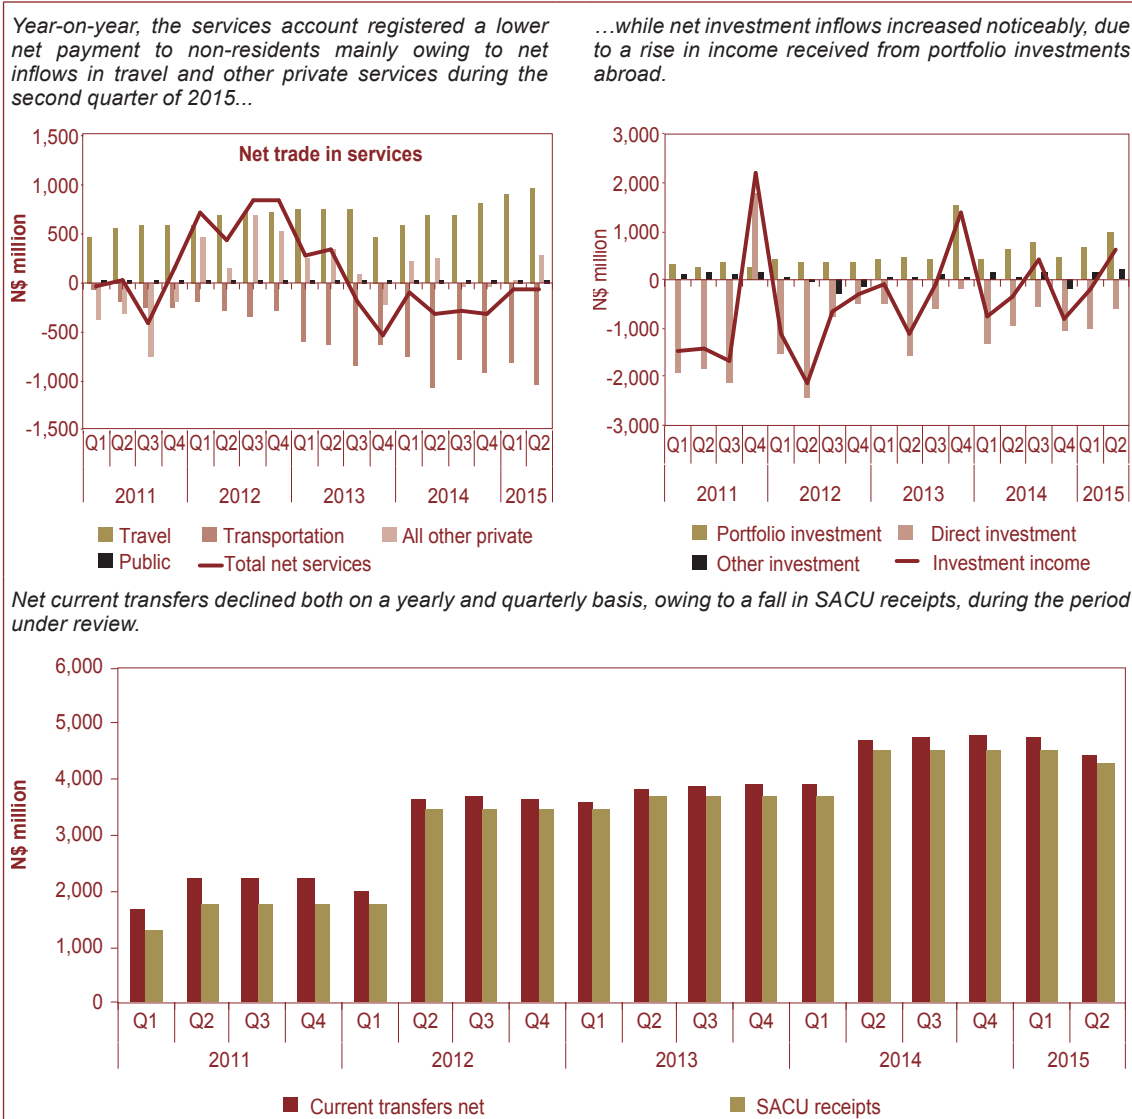 Year-on-year, the services account registered a lower
net payment to non-residents mainly owing to net
inflows in travel and other private services during the
second quarter of 2015...
…while net investment inflows increased noticeably, due
to a rise in income received from portfolio investments
abroad.
Net trade in services
N$ million
1,500
1,000
500
0
-500
-1,000
-1,500
Q1 Q2 Q3 Q4 Q1 Q2 Q3 Q4 Q1 Q2 Q3 Q4 Q1 Q2 Q3 Q4 Q1 Q2
2011 2012 2013 2014 2015
Travel Transportation All other private
Public Total net services
N$ million
3,000
2,000
1,000
0
-1,000
-2,000
-3,000
Q1 Q2 Q3 Q4 Q1 Q2 Q3 Q4 Q1 Q2 Q3 Q4 Q1 Q2 Q3 Q4 Q1 Q2
2011 2012 2013 2014 2015
Portfolio investment Direct investment
Other investment Investment income
Net current transfers declined both on a yearly and quarterly basis, owing to a fall in SACU receipts, during the period
under review.
N$ million
6,000
5,000
4,000
3,000
2,000
1,000
0
Q1 Q2 Q3 Q4 Q1 Q2 Q3 Q4 Q1 Q2 Q3 Q4 Q1 Q2 Q3 Q4 Q1 Q2
2011 2012 2013 2014 2015
Current transfers net SACU receipts